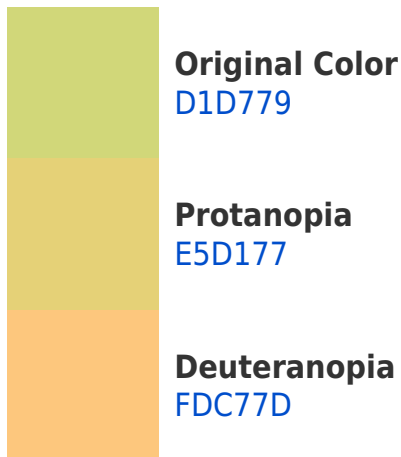 Original Color
D1D779
Protanopia
E5D177
Deuteranopia
FDC77D